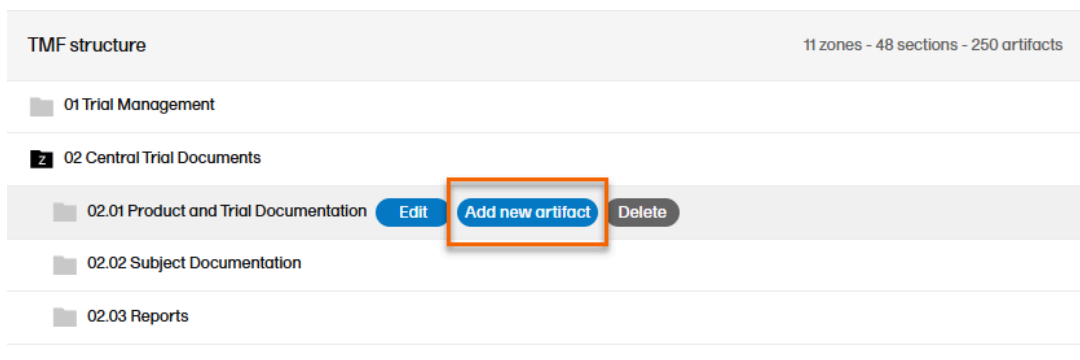 TMF structure 11 zones - 48 sections - 250 artifacts
01 Trial Management
Z 02 Central Trial Documents
02.01 Product and Trial Documentation Edit Add new artifact Delete
02.02 Subject Documentation
02.03 Reports